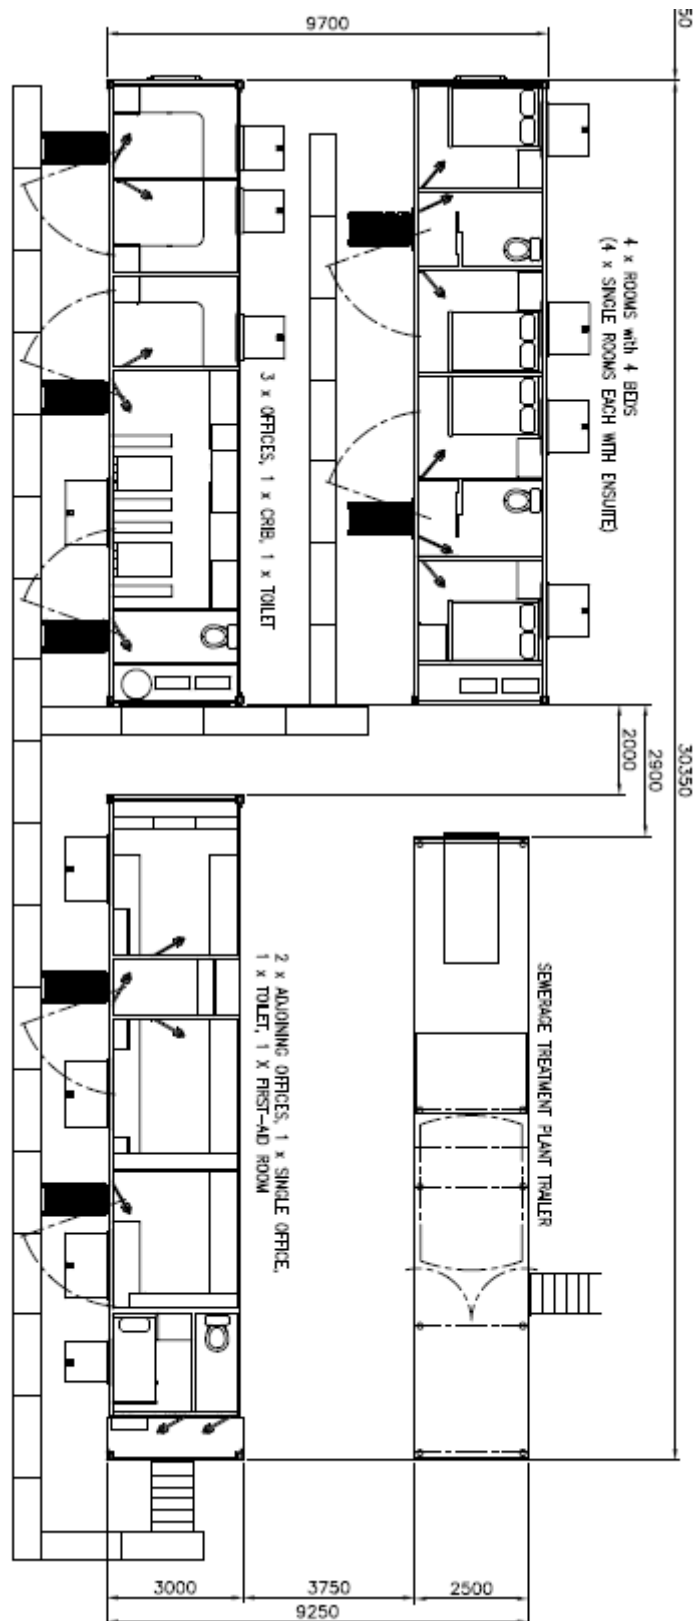 50
9700
4 x ROOMS with 4 BEDS
(4 x SINGLE ROOMS EACH WITH ENSUITE)
3 x OFFICES, 1 x CRIB, 1 x TOILET
2000
2900
30350
SEWERAGE TREATMENT PLANT TRAILER
2 x ADJOINING OFFICES, 1 x SINGLE OFFICE,
1 x TOILET, 1 X FIRST-AID ROOM
3000
3750
2500
9250